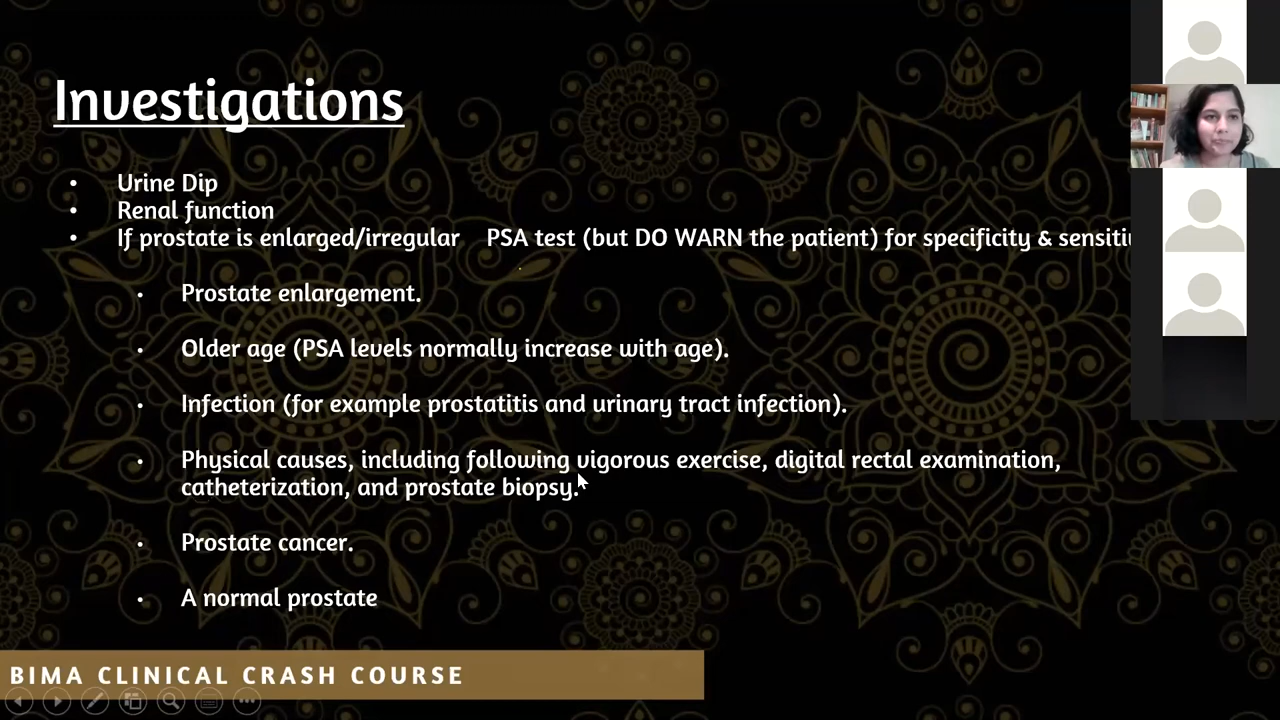 Investigations
• Urine Dip
• Renal function
• If prostate is enlarged/irregular PSA test (but DO WARN the patient) for specificity &
• Prostate enlargement.
• Older age (PSA levels normally increase with age).
• Infection (for example prostatitis and urinary tract infection).
• Physical causes, including following vigorous exercise, digital rectal examination,
catheterization, and prostate biopsy.
• Prostate cancer.
• A normal prostate
BIMA CLINICAL CRASH COURSE